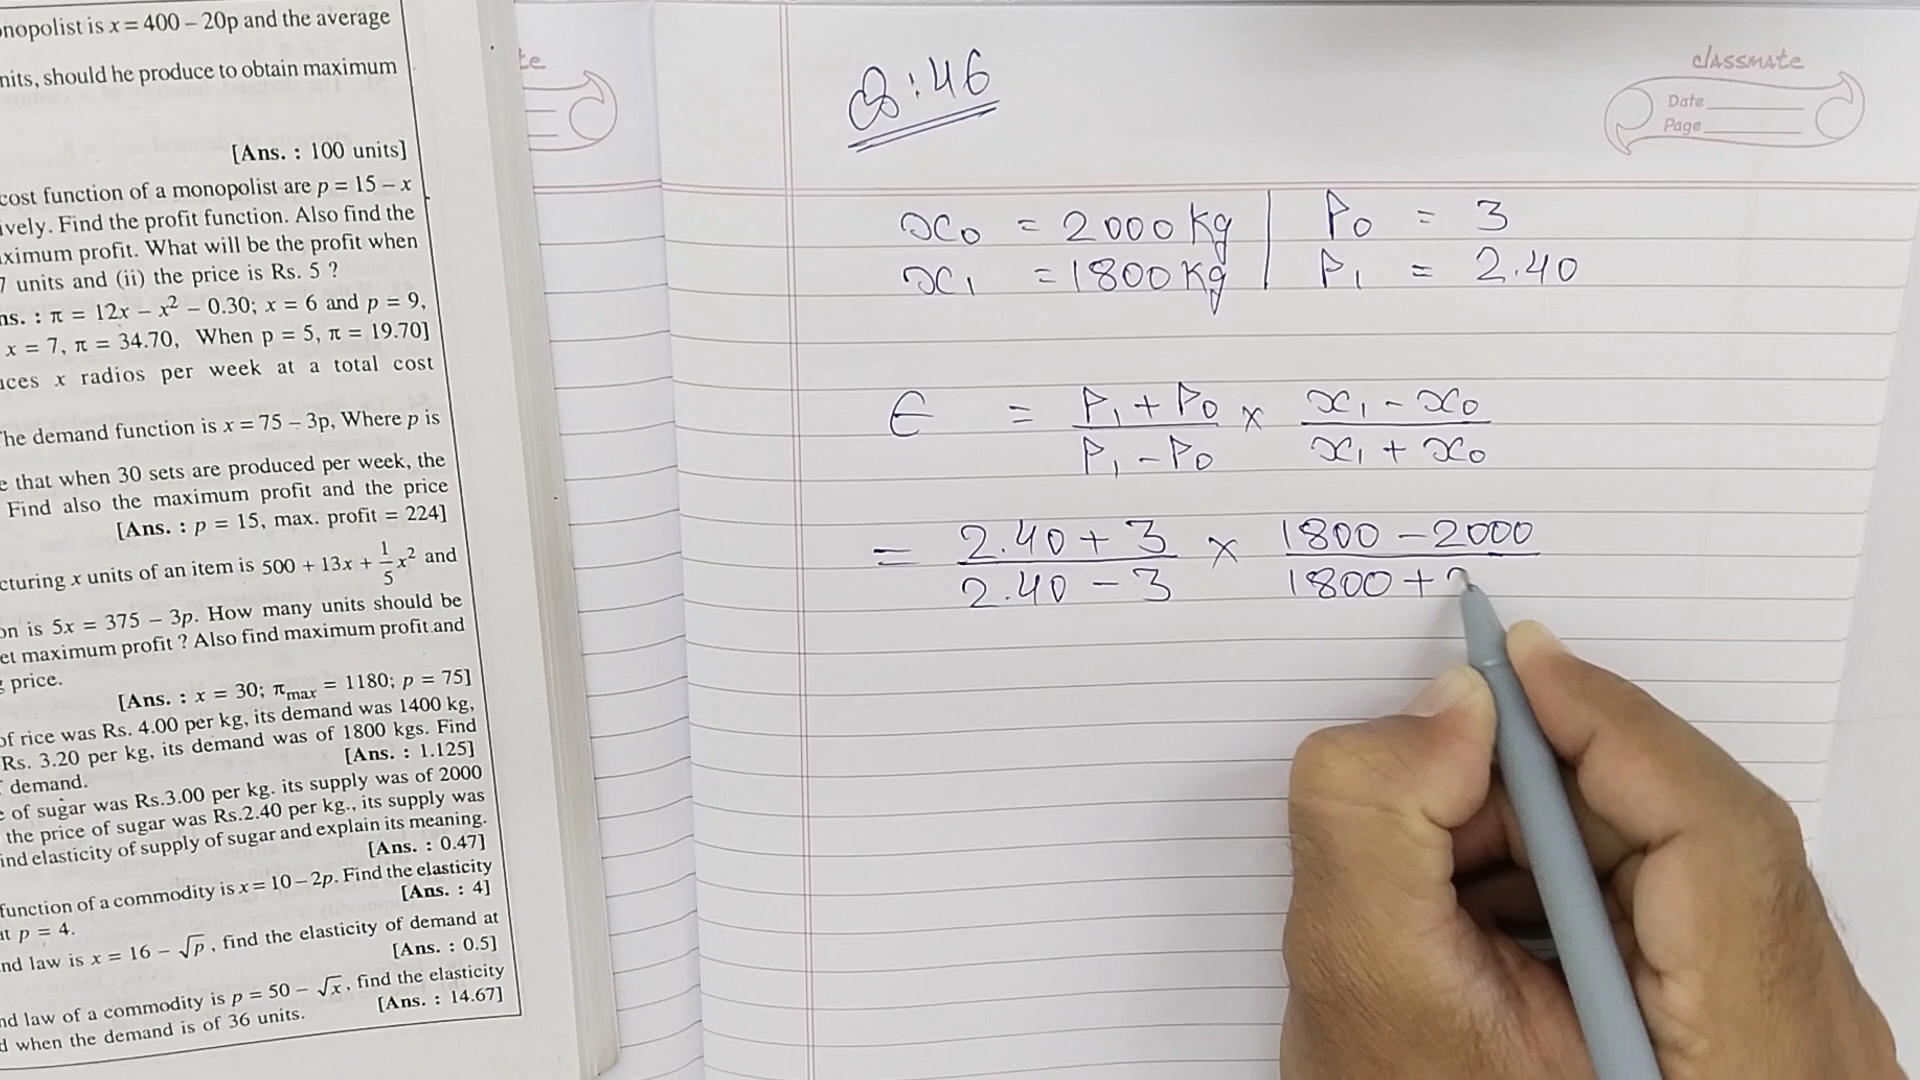 nopolist is x = 400 – 20p and the average
nits, should he produce to obtain maximum
[Ans. : 100 units]
cost function of a monopolist are p = 15 – x
ively. Find the profit function. Also find the
ximum profit. What will be the profit when
7 units and (ii) the price is Rs. 5 ?
ns. : π = 12x – x² – 0.30; x = 6 and p = 9,
x = 7, π = 34.70, When p = 5, π = 19.70]
uces x radios per week at a total cost
The demand function is x = 75 – 3p, Where p is
e that when 30 sets are produced per week, the
Find also the maximum profit and the price
[Ans. : p = 15, max. profit = 224]
cturing x units of an item is 500 + 13x + 1/5 x² and
on is 5x = 375 – 3p. How many units should be
et maximum profit ? Also find maximum profit and
g price.
[Ans. : x = 30; πmax = 1180; p = 75]
of rice was Rs. 4.00 per kg, its demand was 1400 kg,
Rs. 3.20 per kg, its demand was of 1800 kgs. Find
demand.
[Ans. : 1.125]
e of sugar was Rs.3.00 per kg. its supply was of 2000
the price of sugar was Rs.2.40 per kg., its supply was
ind elasticity of supply of sugar and explain its meaning.
[Ans. : 0.47]
function of a commodity is x = 10 – 2p. Find the elasticity
at p = 4.
[Ans. : 4]
nd law is x = 16 – √p, find the elasticity of demand at
[Ans. : 0.5]
nd law of a commodity is p = 50 – √x, find the elasticity
d when the demand is of 36 units.
[Ans. : 14.67]
te
classmate
Date
Page
Q:46
x₀ = 2000 kg | P₀ = 3
x₁ = 1800 kg | P₁ = 2.40
E = P₁ + P₀ / P₁ – P₀ × x₁ – x₀ / x₁ + x₀
= 2.40 + 3 / 2.40 – 3 × 1800 – 2000 / 1800 + 2